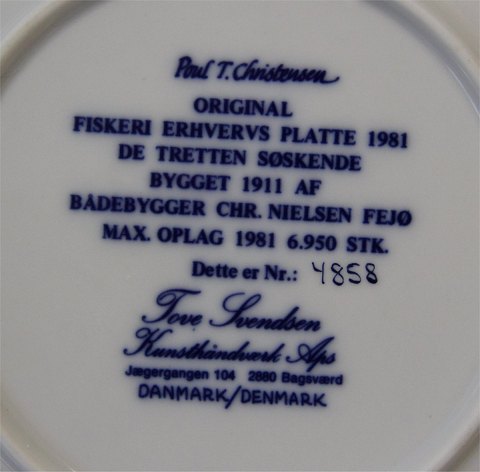 Poul T. Christensen
ORIGINAL
FISKERI ERHVERVS PLATTE 1981
DE TRETTEN SØSKENDE
BYGGET 1911 AF
BÅDEBYGGER CHR. NIELSEN FEJØ
MAX. OPLAG 1981 6.950 STK.
Dette er Nr.: 4858
Tove Svendsen
Kunsthåndværk Aps
Jægergangen 104 2880 Bagsværd
DANMARK/DENMARK